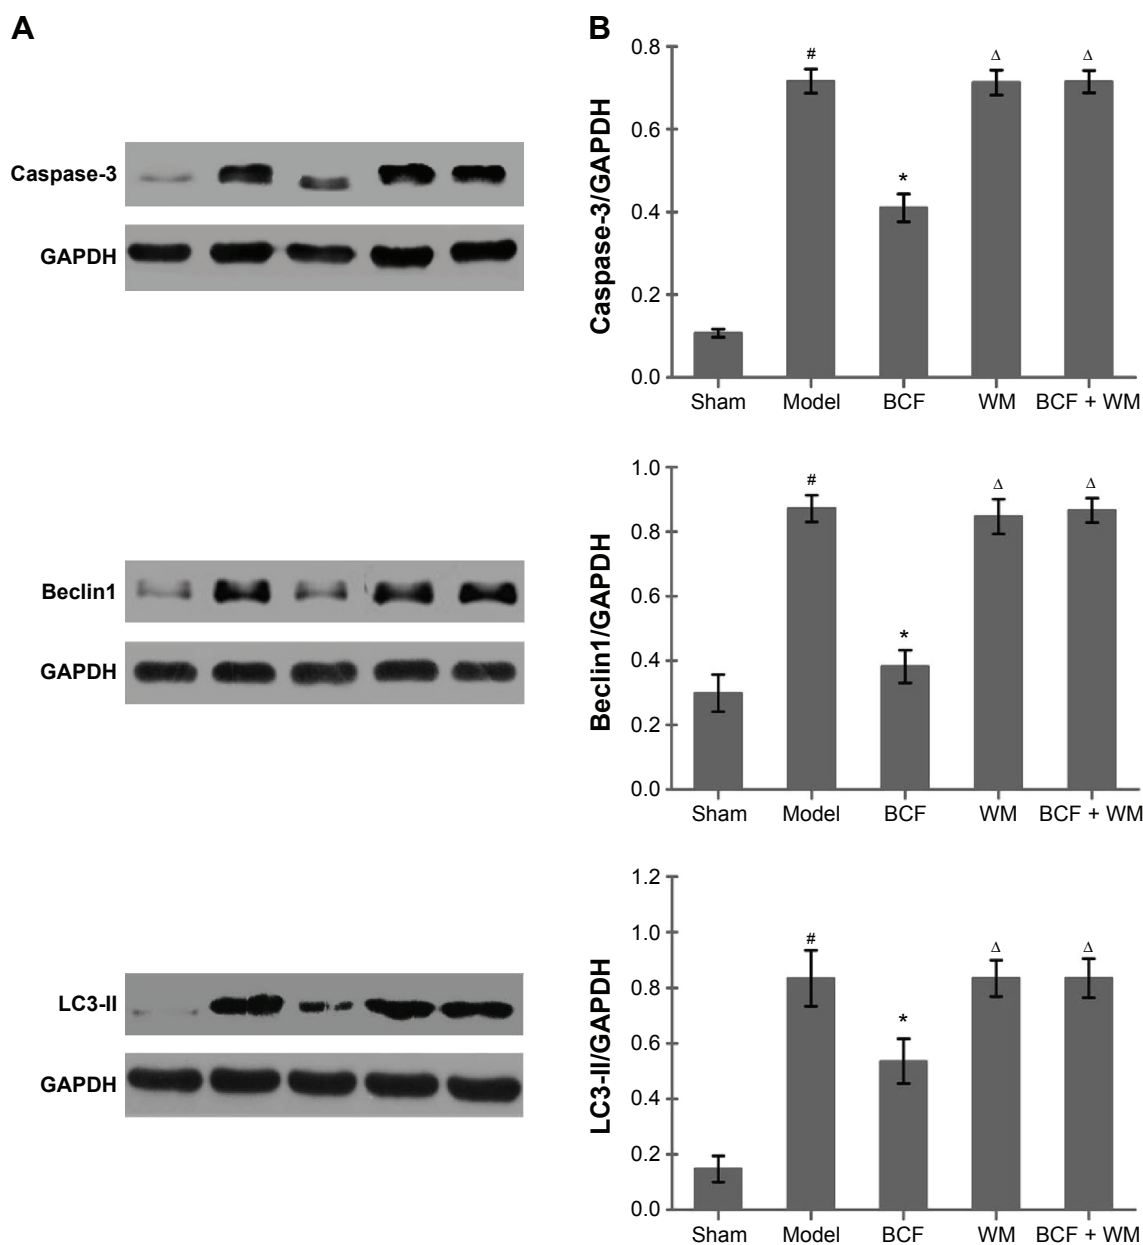 A
Caspase-3
GAPDH
Beclin1
GAPDH
LC3-II
GAPDH
B
Caspase-3/GAPDH
0.8
0.6
0.4
0.2
0.0
#
*
Δ
Δ
Sham Model BCF WM BCF + WM
Beclin1/GAPDH
1.0
0.8
0.6
0.4
0.2
0.0
#
*
Δ
Δ
Sham Model BCF WM BCF + WM
LC3-II/GAPDH
1.2
1.0
0.8
0.6
0.4
0.2
0.0
#
*
Δ
Δ
Sham Model BCF WM BCF + WM